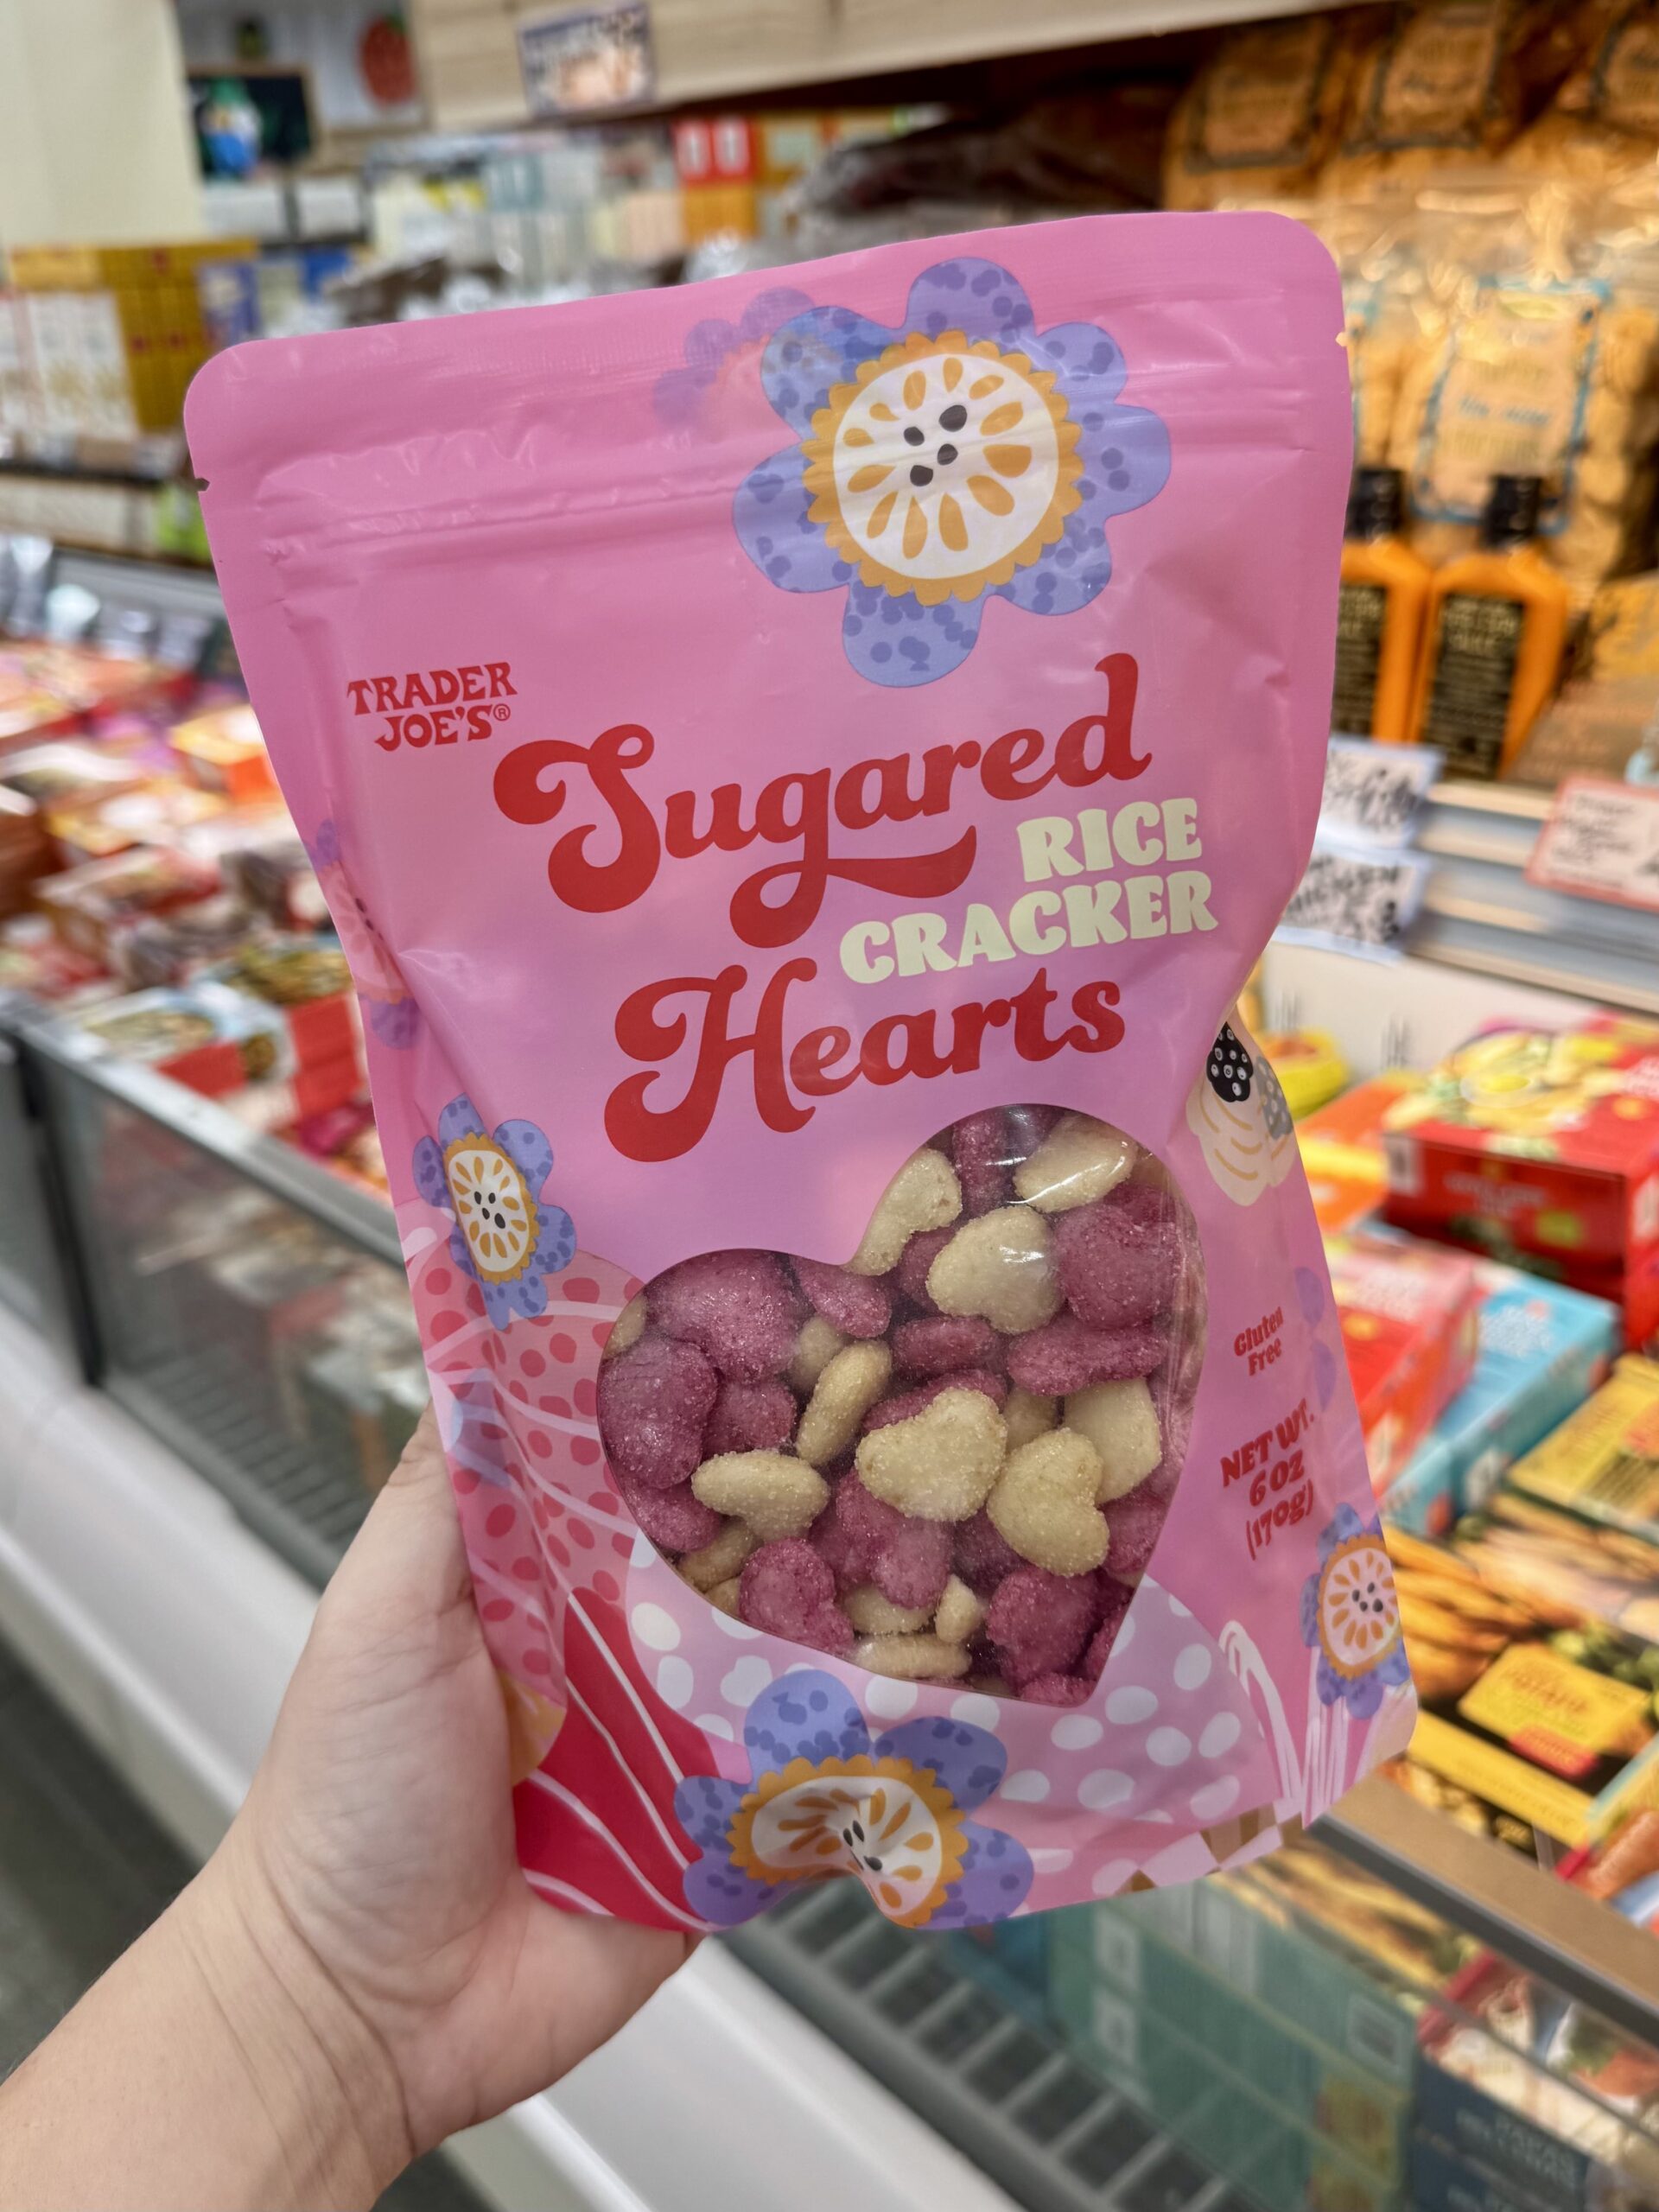 TRADER
JOE'S®
Sugared
RICE
CRACKER
Hearts
Gluten
Free
NET WT.
6 OZ
(170g)